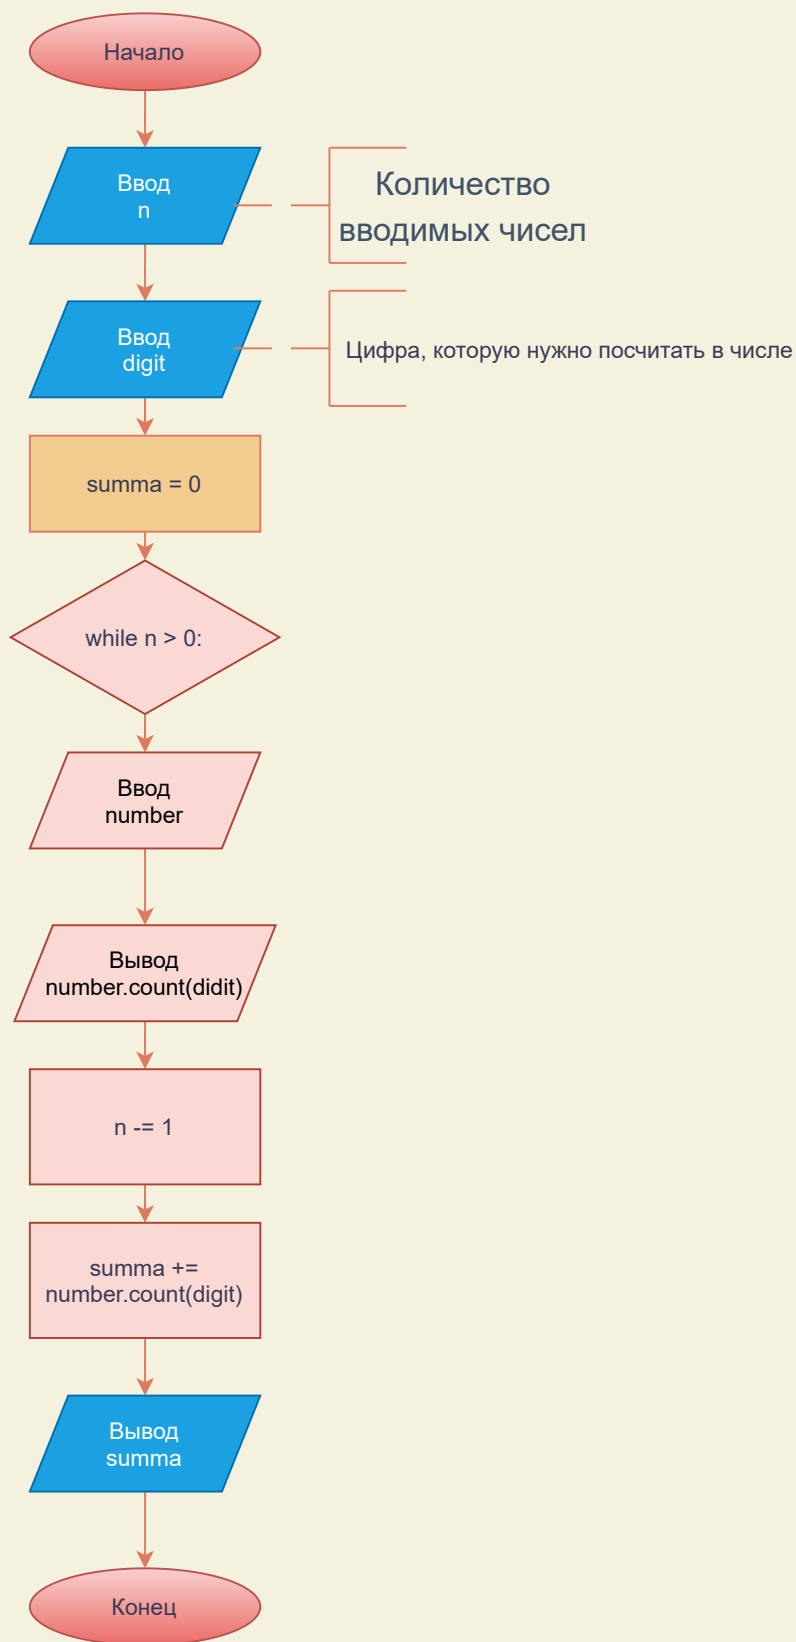 Начало
Ввод
n
Количество
вводимых чисел
Ввод
digit
Цифра, которую нужно посчитать в числе
summa = 0
while n > 0:
Ввод
number
Вывод
number.count(didit)
n -= 1
summa +=
number.count(digit)
Вывод
summa
Конец